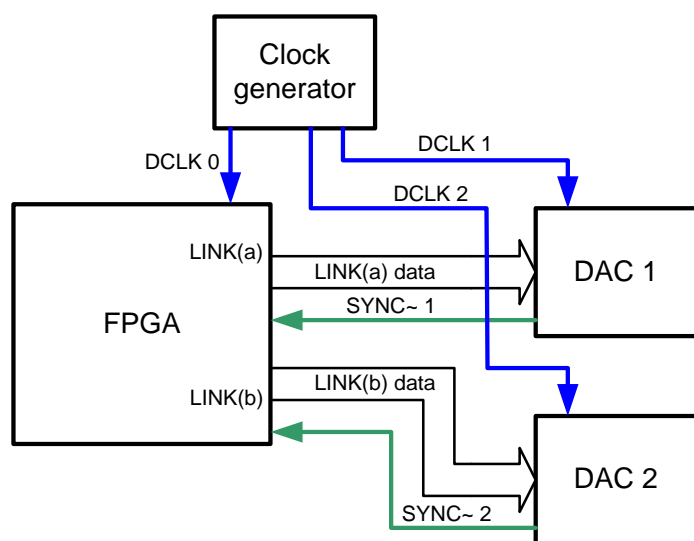 Clock
generator
DCLK 0
DCLK 1
DCLK 2
LINK(a)
LINK(a) data
DAC 1
SYNC~ 1
FPGA
LINK(b) data
LINK(b)
DAC 2
SYNC~ 2